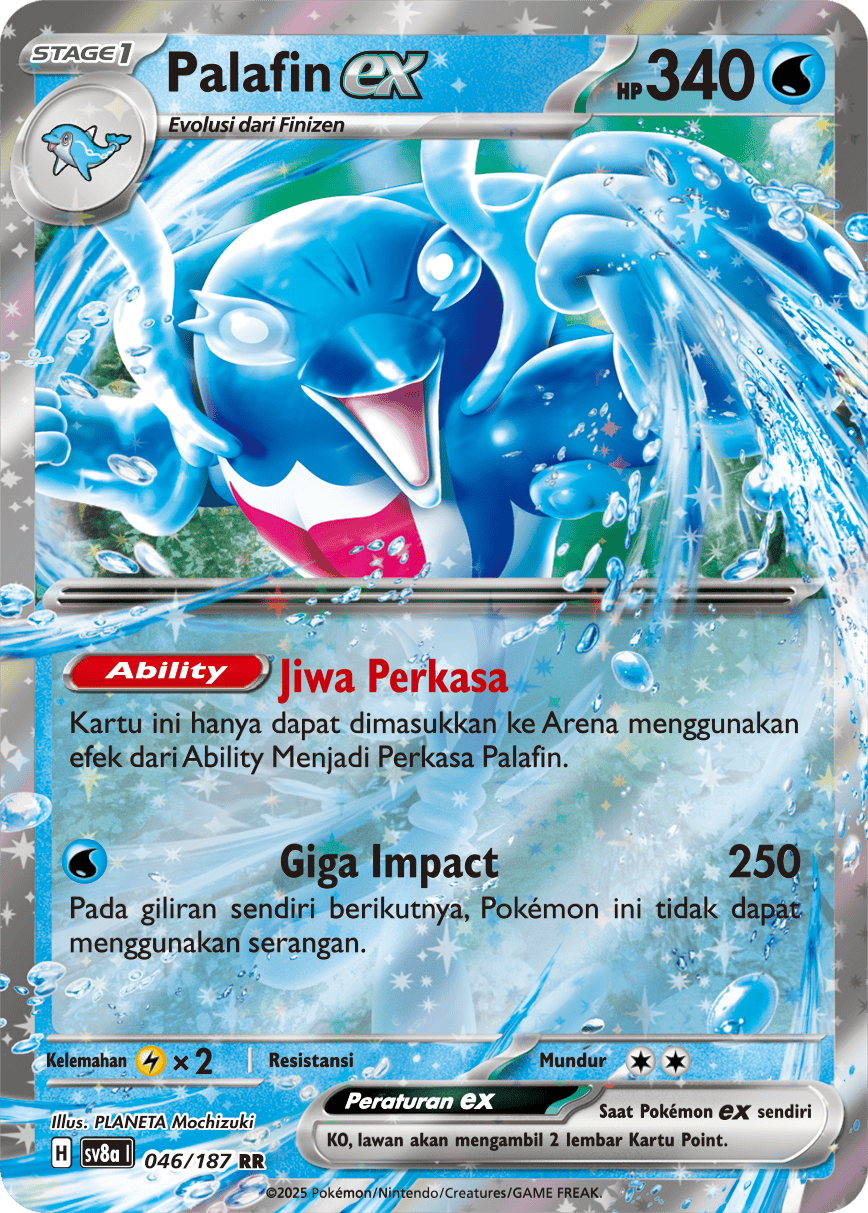 STAGE1
Palafin ex
HP 340
Evolusi dari Finizen
Ability Jiwa Perkasa
Kartu ini hanya dapat dimasukkan ke Arena menggunakan
efek dari Ability Menjadi Perkasa Palafin.
Giga Impact 250
Pada giliran sendiri berikutnya, Pokémon ini tidak dapat
menggunakan serangan.
Kelemahan ×2 Resistansi Mundur
Illus. PLANETA Mochizuki
Peraturan ex Saat Pokémon ex sendiri
KO, lawan akan mengambil 2 lembar Kartu Point.
H sv8a I 046/187 RR
©2025 Pokémon/Nintendo/Creatures/GAME FREAK.